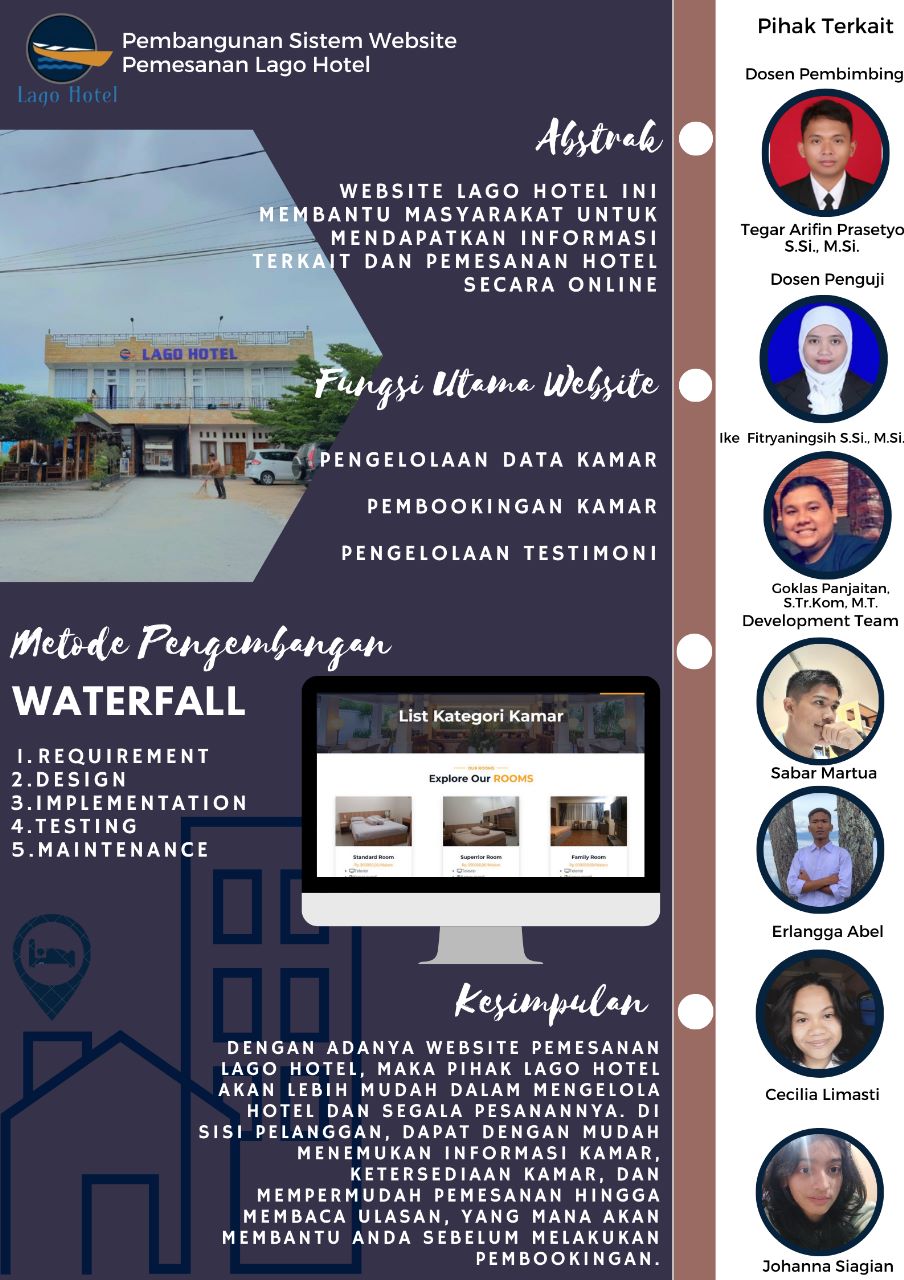 Lago Hotel
Pembangunan Sistem Website
Pemesanan Lago Hotel
Abstrak
WEBSITE LAGO HOTEL INI
MEMBANTU MASYARAKAT UNTUK
MENDAPATKAN INFORMASI
TERKAIT DAN PEMESANAN HOTEL
SECARA ONLINE
LAGO HOTEL
Fungsi Utama Website
PENGELOLAAN DATA KAMAR
PEMBOOKINGAN KAMAR
PENGELOLAAN TESTIMONI
Metode Pengembangan
WATERFALL
1.REQUIREMENT
2.DESIGN
3.IMPLEMENTATION
4.TESTING
5.MAINTENANCE
List Kategori Kamar
OUR ROOMS
Explore Our ROOMS
Standard Room
Superrior Room
Family Room
Kesimpulan
DENGAN ADANYA WEBSITE PEMESANAN
LAGO HOTEL, MAKA PIHAK LAGO HOTEL
AKAN LEBIH MUDAH DALAM MENGELOLA
HOTEL DAN SEGALA PESANANNYA. DI
SISI PELANGGAN, DAPAT DENGAN MUDAH
MENEMUKAN INFORMASI KAMAR,
KETERSEDIAAN KAMAR, DAN
MEMPERMUDAH PEMESANAN HINGGA
MEMBACA ULASAN, YANG MANA AKAN
MEMBANTU ANDA SEBELUM MELAKUKAN
PEMBOOKINGAN.
Pihak Terkait
Dosen Pembimbing
Tegar Arifin Prasetyo
S.Si., M.Si.
Dosen Penguji
Ike Fitryaningsih S.Si., M.Si.
Goklas Panjaitan,
S.Tr.Kom, M.T.
Development Team
Sabar Martua
Erlangga Abel
Cecilia Limasti
Johanna Siagian